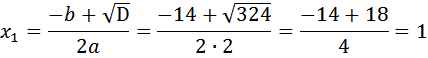 x₁ = (-b + √D)/(2a) = (-14 + √324)/(2 · 2) = (-14 + 18)/4 = 1